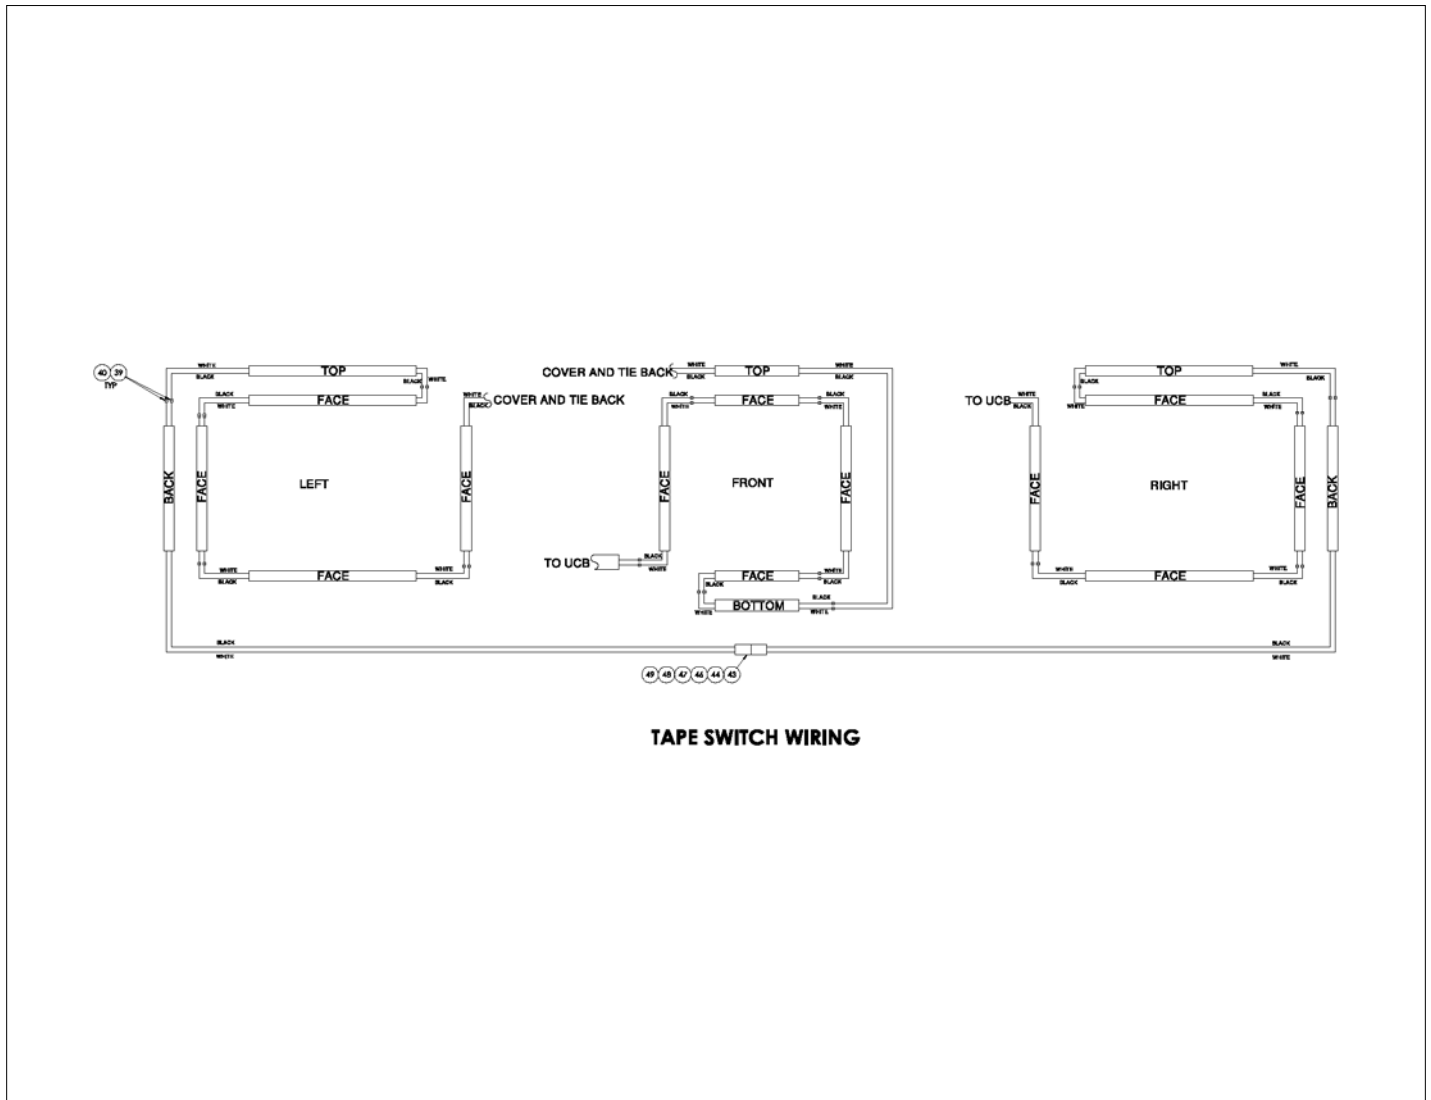 WHITE
TOP
BLACK
BLACK
WHITE
40 39
TYP
BLACK
FACE
WHITE
WHITE
BLACK
COVER AND TIE BACK
BACK
FACE
LEFT
FACE
WHITE
FACE
WHITE
BLACK
BLACK
BLACK
WHITE
COVER AND TIE BACK
WHITE
TOP
WHITE
BLACK
BLACK
BLACK
FACE
BLACK
WHITE
WHITE
FACE
FRONT
FACE
TO UCB
BLACK
WHITE
FACE
WHITE
BLACK
BLACK
BLACK
BOTTOM
WHITE
WHITE
TOP
WHITE
BLACK
BLACK
TO UCB
WHITE
BLACK
WHITE
FACE
BLACK
WHITE
FACE
RIGHT
FACE
BACK
WHITE
FACE
WHITE
BLACK
BLACK
BLACK
WHITE
49 48 47 46 44 43
TAPE SWITCH WIRING